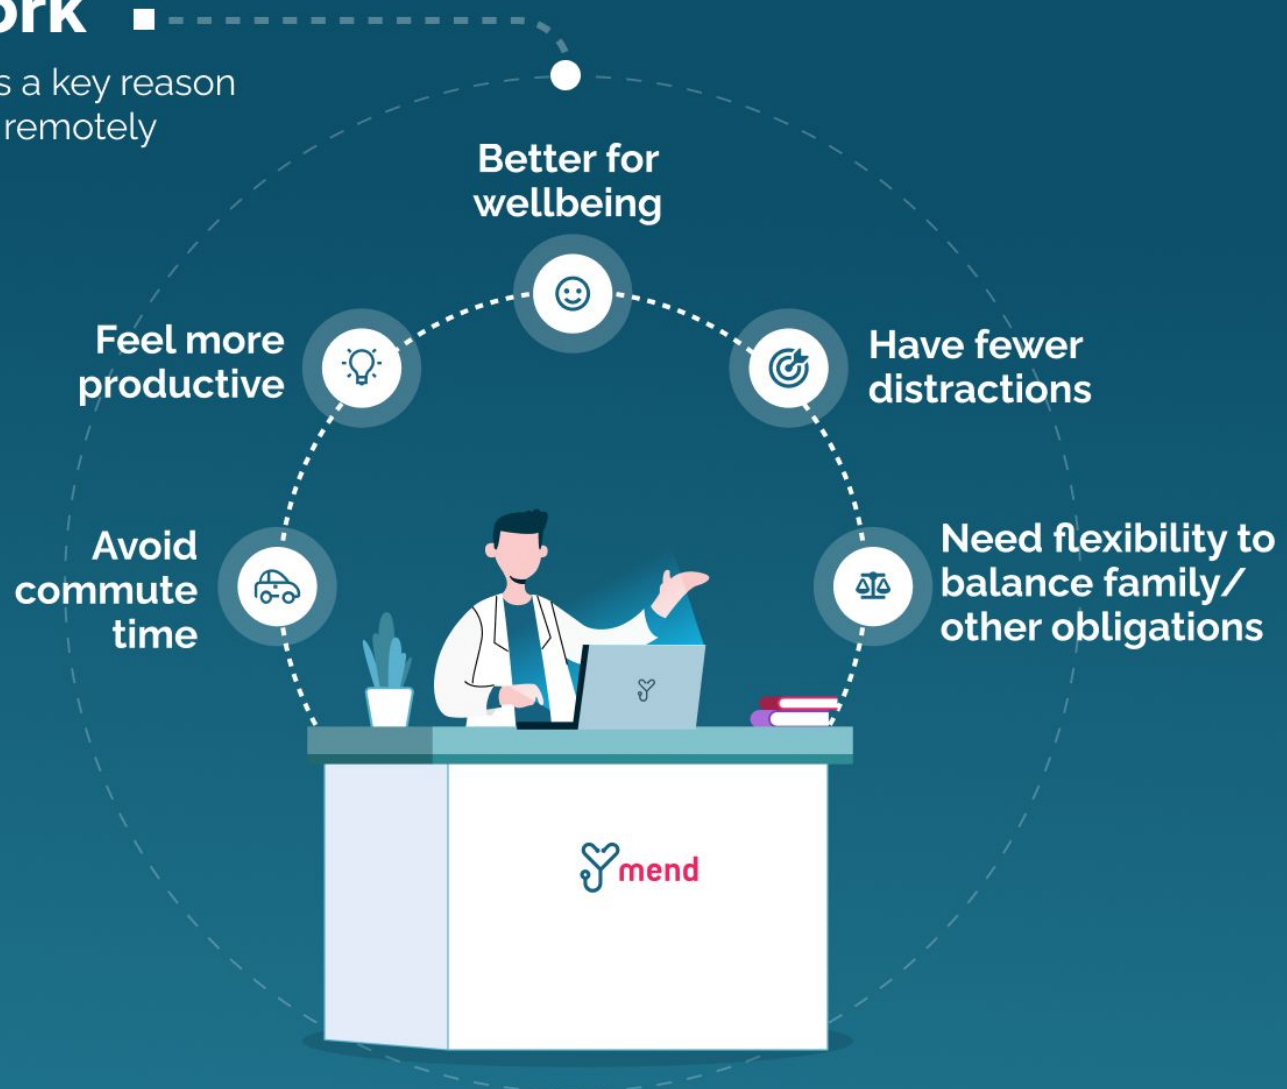 ork
s a key reason
remotely
Better for
wellbeing
Feel more
productive
Have fewer
distractions
Avoid
commute
time
Need flexibility to
balance family/
other obligations
mend